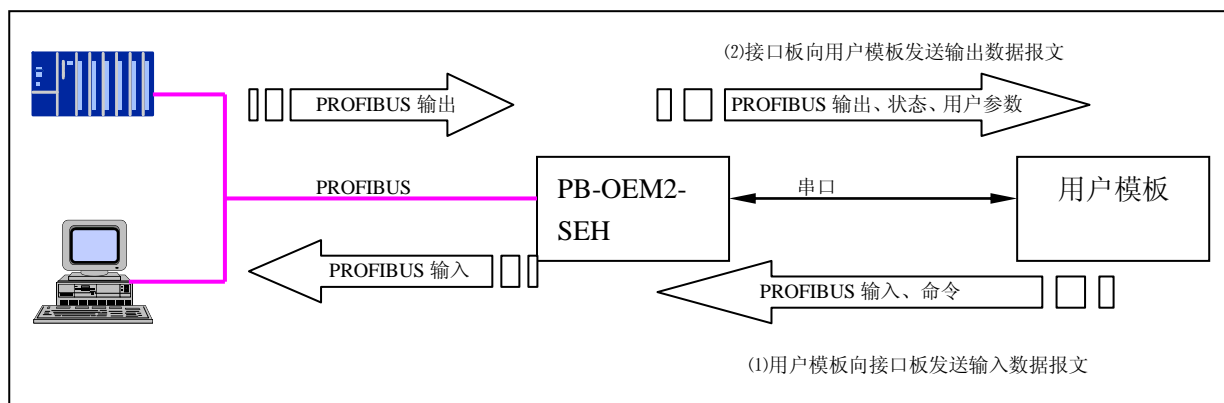 ⑵接口板向用户模板发送输出数据报文
PROFIBUS 输出
PROFIBUS 输出、状态、用户参数
PROFIBUS
PB-OEM2-
SEH
串口
用户模板
PROFIBUS 输入
PROFIBUS 输入、命令
⑴用户模板向接口板发送输入数据报文